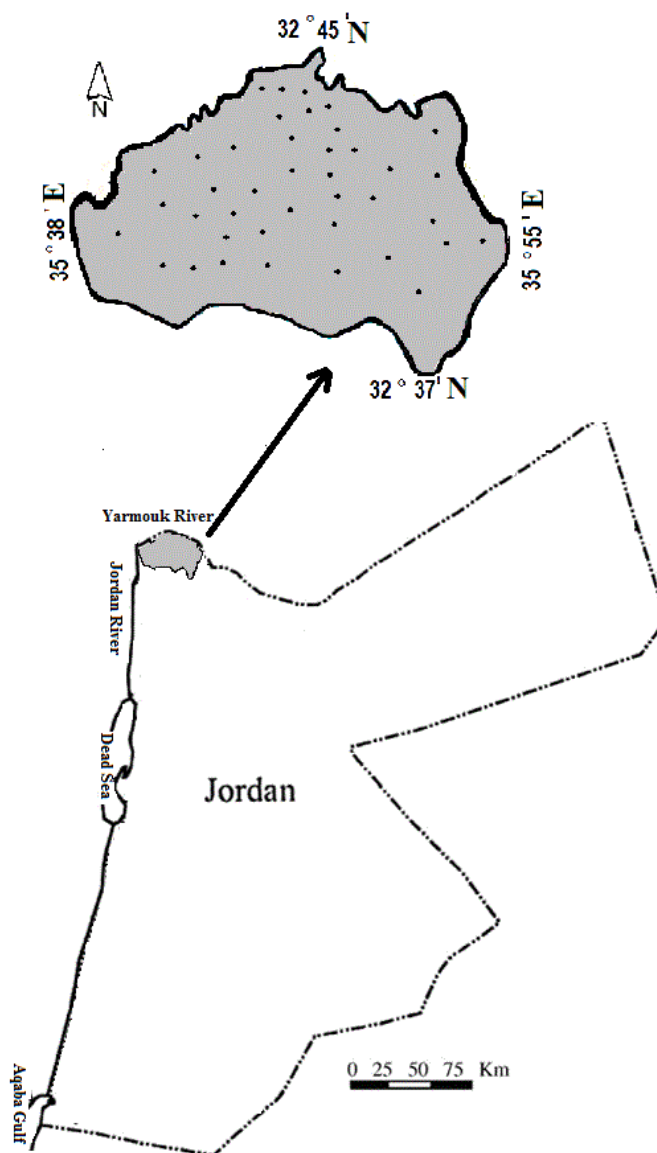 32 ° 45' N
N
35 ° 38' E
35 ° 55' E
32 ° 37' N
Yarmouk River
Jordan River
Dead Sea
Jordan
0 25 50 75 Km
Aqaba Gulf